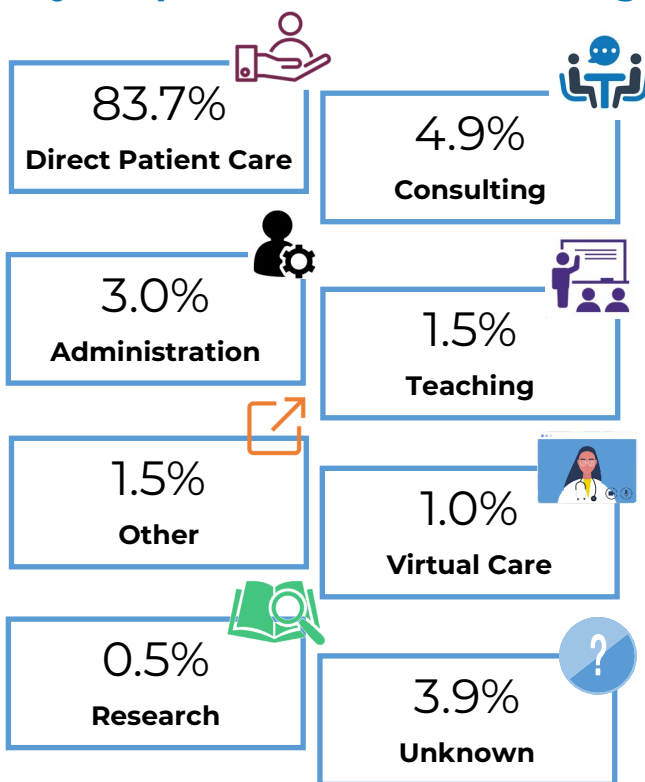 83.7%
Direct Patient Care
4.9%
Consulting
3.0%
Administration
1.5%
Teaching
1.5%
Other
1.0%
Virtual Care
0.5%
Research
3.9%
Unknown
?